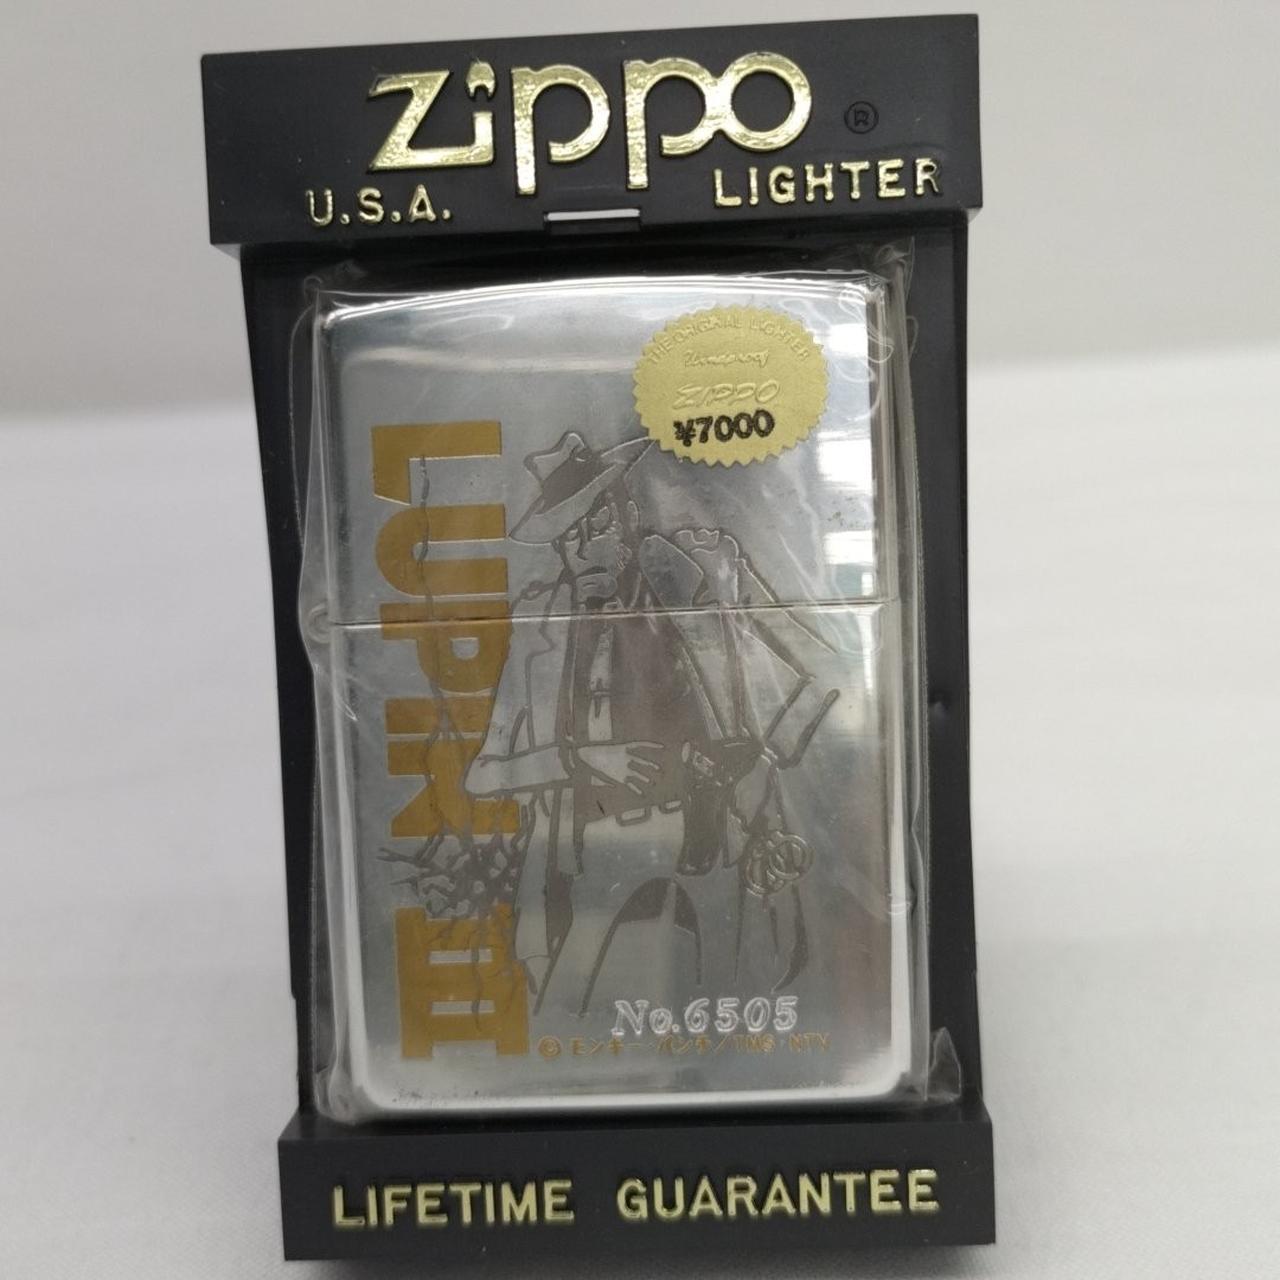 Zippo ®
U.S.A. LIGHTER
THE ORIGINAL LIGHTER
ZIPPO
¥7000
LUPIN III
No.6505
© モンキー・パンチ/TMS・NTV
LIFETIME GUARANTEE